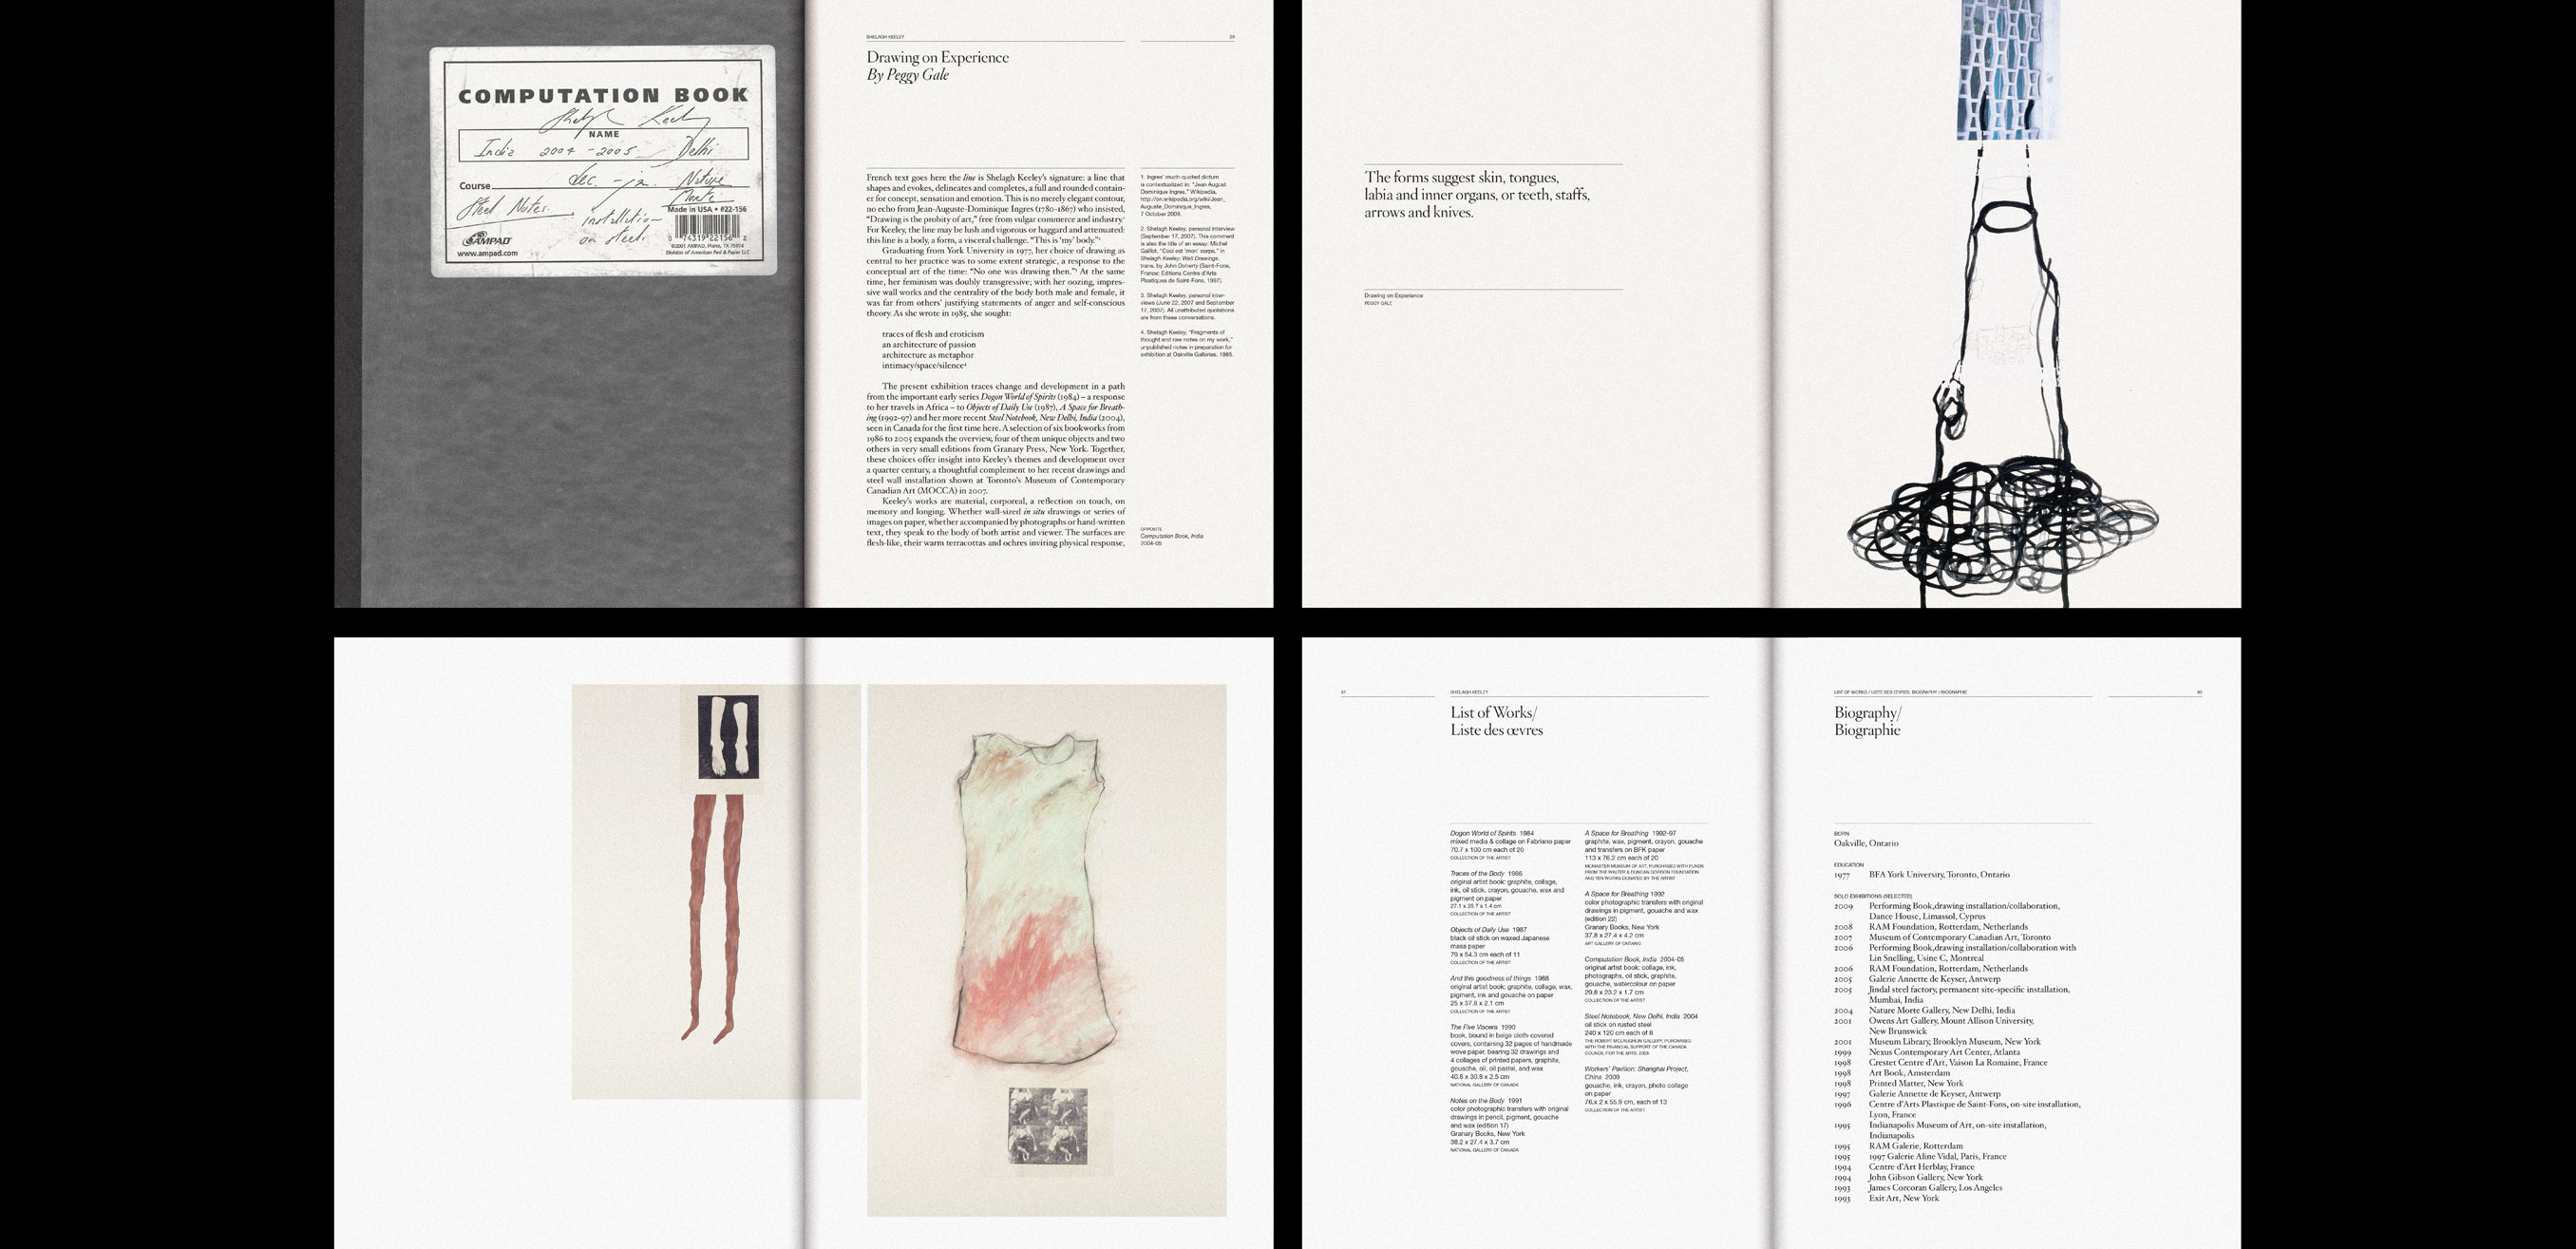 COMPUTATION BOOK
Shelagh Keeley
NAME
India 2004 - 2005 Delhi
Course dec. - ja. Nature
Morte
Steel Notes.
installation
on steel.
Made in USA • #22-156
AMPAD
www.ampad.com
©2001 AMPAD, Plano, TX 75074
Division of American Pad & Paper LLC
SHELAGH KEELEY
29
Drawing on Experience
By Peggy Gale
French text goes here the line is Shelagh Keeley's signature: a line that
shapes and evokes, delineates and completes, a full and rounded contain-
er for concept, sensation and emotion. This is no merely elegant contour,
no echo from Jean-Auguste-Dominique Ingres (1780–1867) who insisted,
"Drawing is the probity of art," free from vulgar commerce and industry.¹
For Keeley, the line may be lush and vigorous or haggard and attenuated:
this line is a body, a form, a visceral challenge. "This is 'my' body."²
Graduating from York University in 1977, her choice of drawing as
central to her practice was to some extent strategic, a response to the
conceptual art of the time: "No one was drawing then."³ At the same
time, her feminism was doubly transgressive; with her oozing, impres-
sive wall works and the centrality of the body both male and female, it
was far from others' justifying statements of anger and self-conscious
theory. As she wrote in 1985, she sought:
traces of flesh and eroticism
an architecture of passion
architecture as metaphor
intimacy/space/silence⁴
The present exhibition traces change and development in a path
from the important early series Dogon World of Spirits (1984) – a response
to her travels in Africa – to Objects of Daily Use (1987), A Space for Breath-
ing (1992-97) and her more recent Steel Notebook, New Delhi, India (2004),
seen in Canada for the first time here. A selection of six bookworks from
1986 to 2005 expands the overview, four of them unique objects and two
others in very small editions from Granary Press, New York. Together,
these choices offer insight into Keeley's themes and development over
a quarter century, a thoughtful complement to her recent drawings and
steel wall installation shown at Toronto's Museum of Contemporary
Canadian Art (MOCCA) in 2007.
Keeley's works are material, corporeal, a reflection on touch, on
memory and longing. Whether wall-sized in situ drawings or series of
images on paper, whether accompanied by photographs or hand-written
text, they speak to the body of both artist and viewer. The surfaces are
flesh-like, their warm terracottas and ochres inviting physical response,
1. Ingres' much-quoted dictum
is contextualized in: "Jean August
Dominique Ingres," Wikipedia,
http://en.wikipedia.org/wiki/Jean_
Auguste_Dominique_Ingres,
7 October 2009.
2. Shelagh Keeley, personal interview
(September 17, 2007). This comment
is also the title of an essay: Michel
Gaillot, "Ceci est 'mon' corps," in
Shelagh Keeley: Wall Drawings,
trans. by John Doherty (Saint-Fons,
France: Editions Centre d'Arts
Plastiques de Saint-Fons, 1997).
3. Shelagh Keeley, personal inter-
views (June 22, 2007 and September
17, 2007). All unattributed quotations
are from these conversations.
4. Shelagh Keeley, "Fragments of
thought and raw notes on my work,"
unpublished notes in preparation for
exhibition at Oakville Galleries, 1985.
OPPOSITE
Computation Book, India
2004-05
The forms suggest skin, tongues,
labia and inner organs, or teeth, staffs,
arrows and knives.
Drawing on Experience
PEGGY GALE
91
SHELAGH KEELEY
List of Works/
Liste des œvres
Dogon World of Spirits 1984
mixed media & collage on Fabriano paper
70.7 x 100 cm each of 20
COLLECTION OF THE ARTIST
Traces of the Body 1986
original artist book: graphite, collage,
ink, oil stick, crayon, gouache, wax and
pigment on paper
27.1 x 35.7 x 1.4 cm
COLLECTION OF THE ARTIST
Objects of Daily Use 1987
black oil stick on waxed Japanese
masa paper
79 x 54.3 cm each of 11
COLLECTION OF THE ARTIST
And this goodness of things 1988
original artist book: graphite, collage, wax,
pigment, ink and gouache on paper
25 x 37.8 x 2.1 cm
COLLECTION OF THE ARTIST
The Five Viscera 1990
book, bound in beige cloth-covered
covers, containing 32 pages of handmade
wove paper, bearing 32 drawings and
4 collages of printed papers, graphite,
gouache, oil, oil pastel, and wax
40.8 x 30.8 x 2.5 cm
NATIONAL GALLERY OF CANADA
Notes on the Body 1991
color photographic transfers with original
drawings in pencil, pigment, gouache
and wax (edition 17)
Granary Books, New York
38.2 x 27.4 x 3.7 cm
NATIONAL GALLERY OF CANADA
A Space for Breathing 1992-97
graphite, wax, pigment, crayon, gouache
and transfers on BFK paper
113 x 76.2 cm each of 20
MCMASTER MUSEUM OF ART, PURCHASED WITH FUNDS
FROM THE WALTER & DUNCAN GORDON FOUNDATION
AND TEN WORKS DONATED BY THE ARTIST
A Space for Breathing 1992
color photographic transfers with original
drawings in pigment, gouache and wax
(edition 22)
Granary Books, New York
37.8 x 27.4 x 4.2 cm
ART GALLERY OF ONTARIO
Computation Book, India 2004-05
original artist book: collage, ink,
photographs, oil stick, graphite,
gouache, watercolour on paper
29.8 x 23.2 x 1.7 cm
COLLECTION OF THE ARTIST
Steel Notebook, New Delhi, India 2004
oil stick on rusted steel
240 x 120 cm each of 8
THE ROBERT MCLAUGHLIN GALLERY, PURCHASED
WITH THE FINANCIAL SUPPORT OF THE CANADA
COUNCIL FOR THE ARTS, 2008
Workers' Pavilion: Shanghai Project,
China 2009
gouache, ink, crayon, photo collage
on paper
76.x 2 x 55.9 cm, each of 13
COLLECTION OF THE ARTIST
LIST OF WORKS / LISTE DES ŒVRES, BIOGRAPHY / BIOGRAPHIE
92
Biography/
Biographie
BORN
Oakville, Ontario
EDUCATION
1977 BFA York University, Toronto, Ontario
SOLO EXHIBITIONS (SELECTED)
2009 Performing Book,drawing installation/collaboration,
Dance House, Limassol, Cyprus
2008 RAM Foundation, Rotterdam, Netherlands
2007 Museum of Contemporary Canadian Art, Toronto
2006 Performing Book,drawing installation/collaboration with
Lin Snelling, Usine C, Montreal
2006 RAM Foundation, Rotterdam, Netherlands
2005 Galerie Annette de Keyser, Antwerp
2005 Jindal steel factory, permanent site-specific installation,
Mumbai, India
2004 Nature Morte Gallery, New Delhi, India
2001 Owens Art Gallery, Mount Allison University,
New Brunswick
2001 Museum Library, Brooklyn Museum, New York
1999 Nexus Contemporary Art Center, Atlanta
1998 Crestet Centre d'Art, Vaison La Romaine, France
1998 Art Book, Amsterdam
1998 Printed Matter, New York
1997 Galerie Annette de Keyser, Antwerp
1996 Centre d'Arts Plastique de Saint-Fons, on-site installation,
Lyon, France
1995 Indianapolis Museum of Art, on-site installation,
Indianapolis
1995 RAM Galerie, Rotterdam
1995 1997 Galerie Aline Vidal, Paris, France
1994 Centre d'Art Herblay, France
1994 John Gibson Gallery, New York
1993 James Corcoran Gallery, Los Angeles
1993 Exit Art, New York